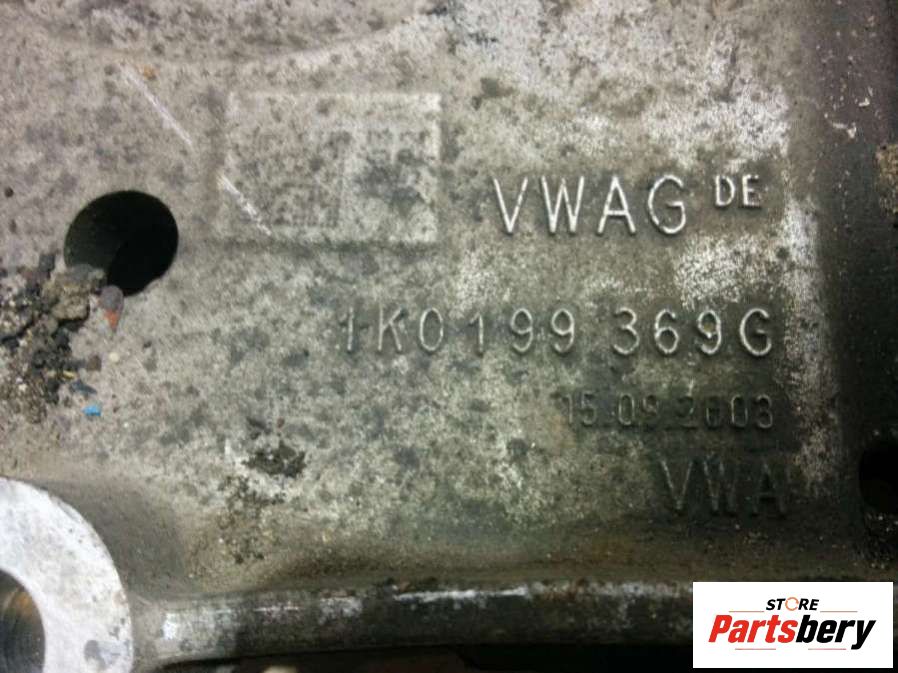 VWAG DE
1K0199 369G
15.09.2003
VWA
STORE
Partsbery